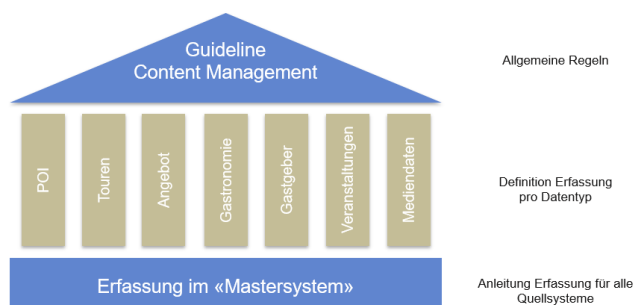 Guideline
Content Management
Allgemeine Regeln
POI
Touren
Angebot
Gastronomie
Gastgeber
Veranstaltungen
Mediendaten
Definition Erfassung
pro Datentyp
Erfassung im «Mastersystem»
Anleitung Erfassung für alle
Quellsysteme